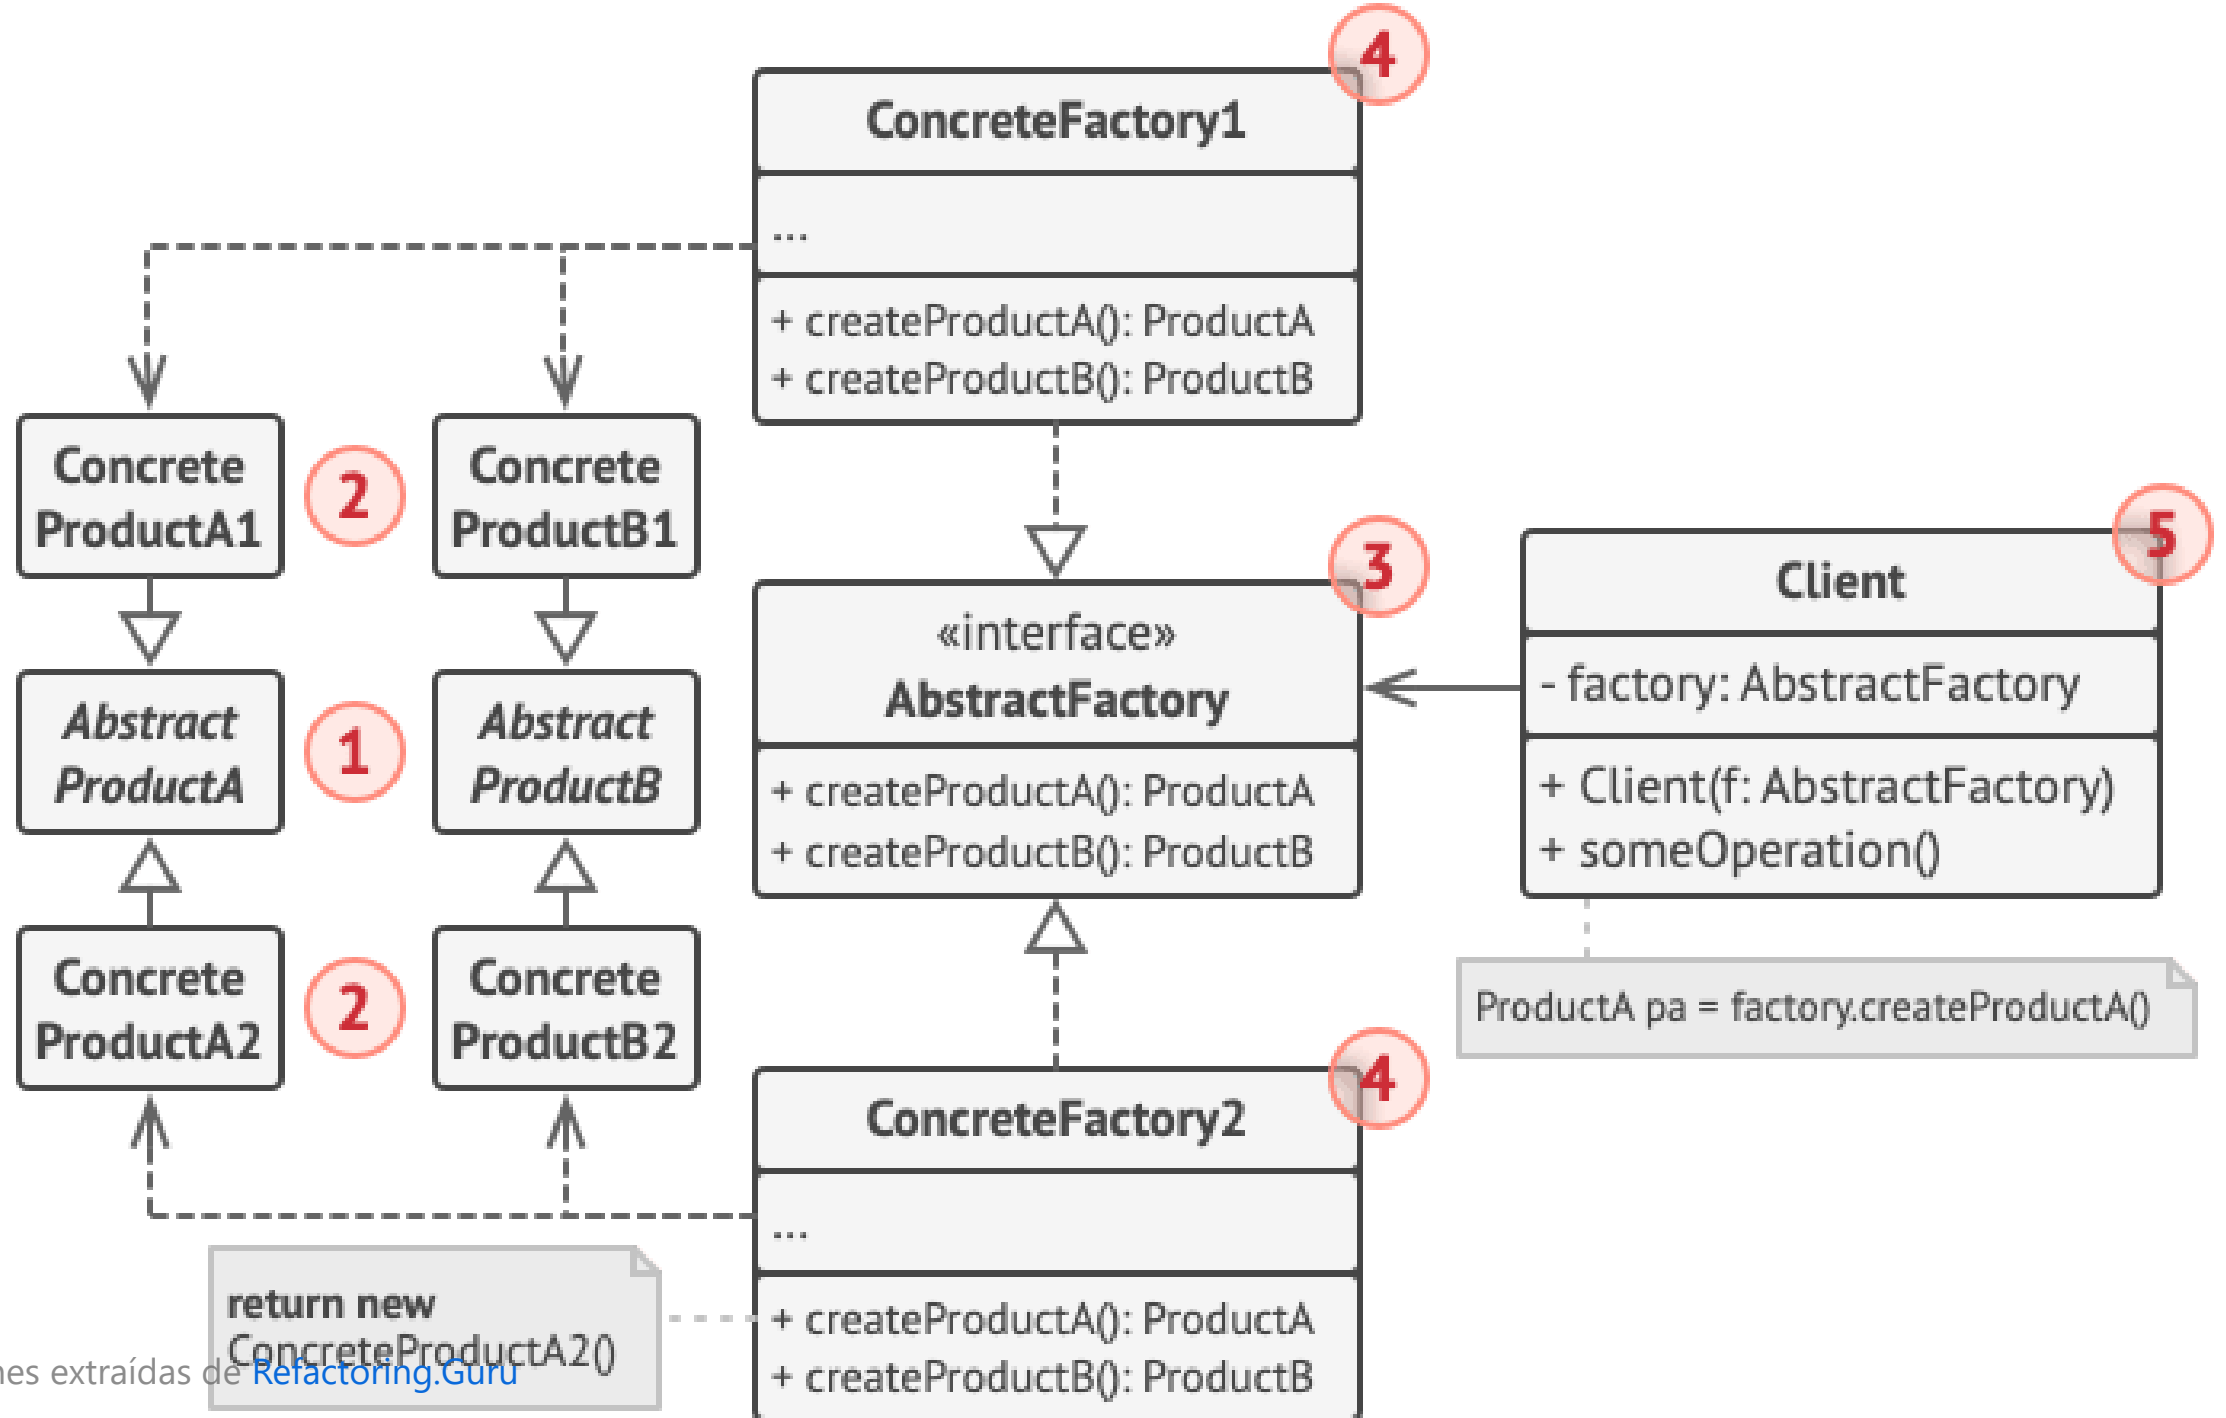 4
ConcreteFactory1
...
+ createProductA(): ProductA
+ createProductB(): ProductB
Concrete
ProductA1
2
Concrete
ProductB1
Abstract
ProductA
1
Abstract
ProductB
Concrete
ProductA2
2
Concrete
ProductB2
3
«interface»
AbstractFactory
+ createProductA(): ProductA
+ createProductB(): ProductB
5
Client
- factory: AbstractFactory
+ Client(f: AbstractFactory)
+ someOperation()
ProductA pa = factory.createProductA()
4
ConcreteFactory2
...
+ createProductA(): ProductA
+ createProductB(): ProductB
return new
ConcreteProductA2()
extraídas de Refactoring.Guru